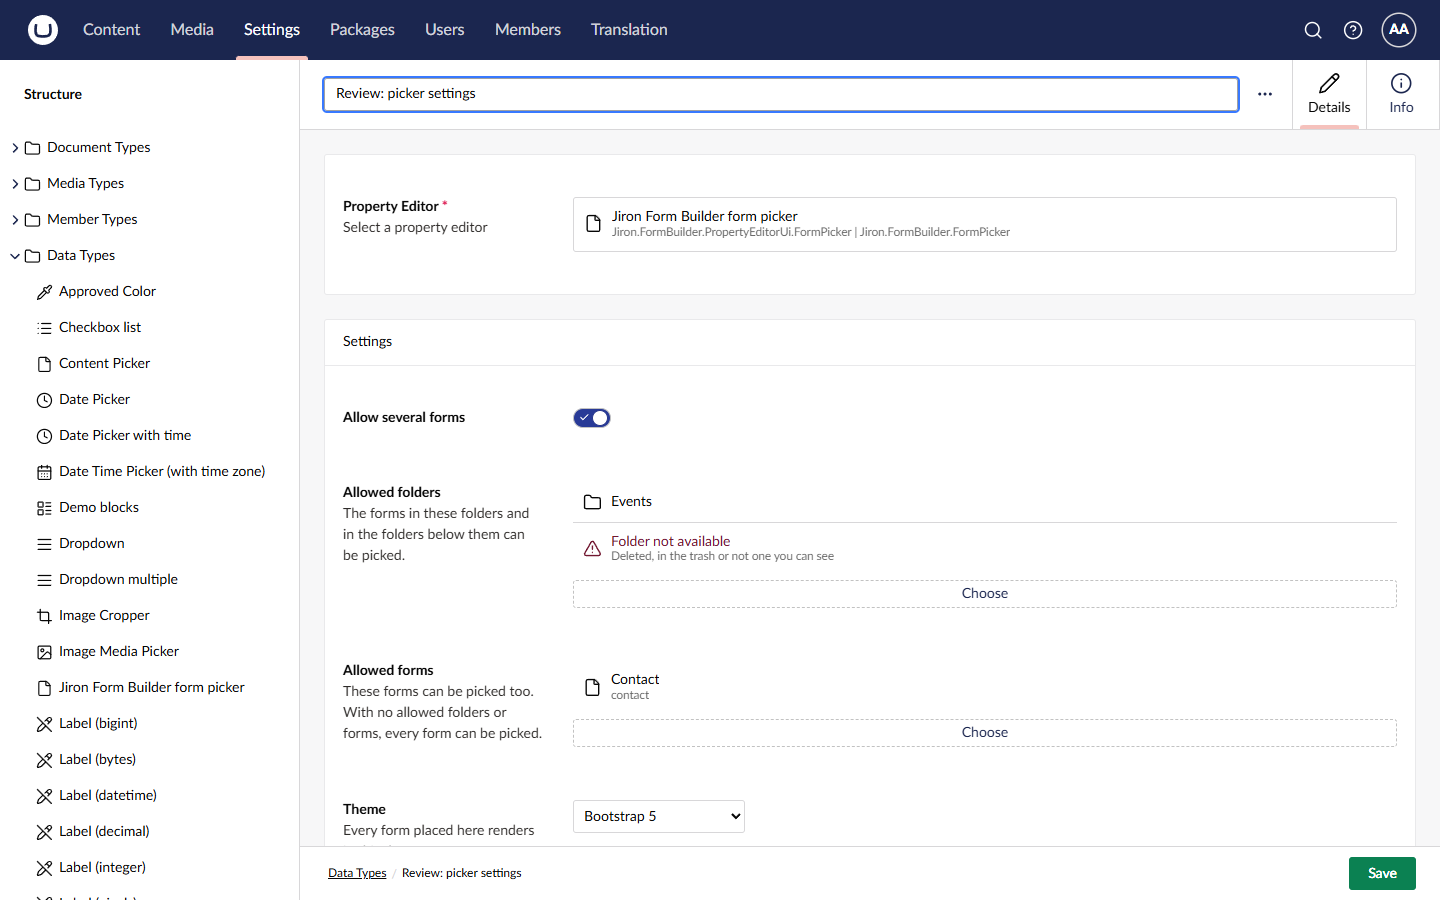 Content
Media
Settings
Packages
Users
Members
Translation
AA
Structure
Document Types
Media Types
Member Types
Data Types
Approved Color
Checkbox list
Content Picker
Date Picker
Date Picker with time
Date Time Picker (with time zone)
Demo blocks
Dropdown
Dropdown multiple
Image Cropper
Image Media Picker
Jiron Form Builder form picker
Label (bigint)
Label (bytes)
Label (datetime)
Label (decimal)
Label (integer)
Review: picker settings
Details
Info
Property Editor *
Select a property editor
Jiron Form Builder form picker
Jiron.FormBuilder.PropertyEditorUi.FormPicker | Jiron.FormBuilder.FormPicker
Settings
Allow several forms
Allowed folders
The forms in these folders and
in the folders below them can
be picked.
Events
Folder not available
Deleted, in the trash or not one you can see
Choose
Allowed forms
These forms can be picked too.
With no allowed folders or
forms, every form can be picked.
Contact
contact
Choose
Theme
Every form placed here renders
Bootstrap 5
Data Types / Review: picker settings
Save